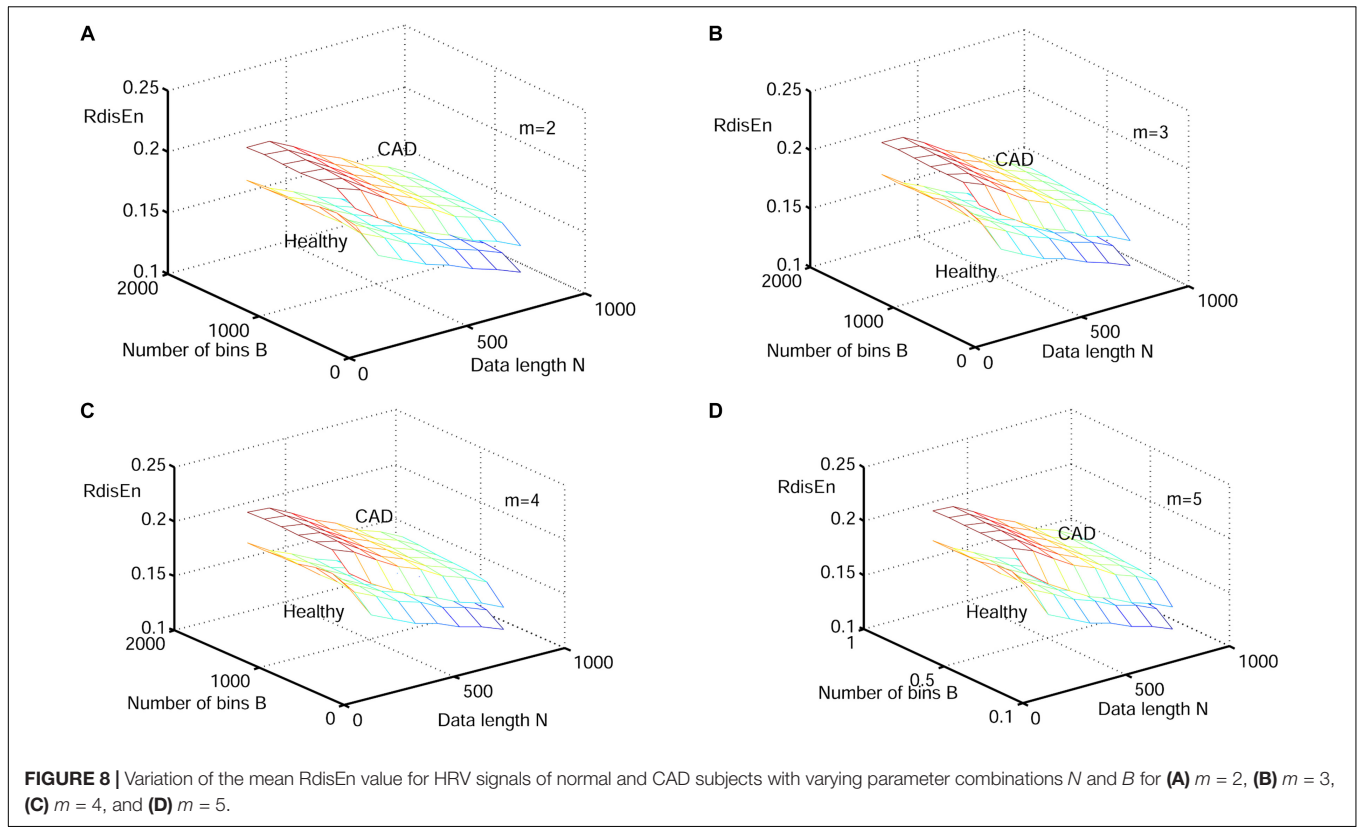 A
0.25
RdisEn
0.2
0.15
0.1
2000
1000
Number of bins B
0
0
500
1000
Data length N
m=2
CAD
Healthy
B
0.25
RdisEn
0.2
0.15
0.1
2000
1000
Number of bins B
0
0
500
1000
Data length N
m=3
CAD
Healthy
C
0.25
RdisEn
0.2
0.15
0.1
2000
1000
Number of bins B
0
0
500
1000
Data length N
m=4
CAD
Healthy
D
0.25
RdisEn
0.2
0.15
0.1
1
0.5
Number of bins B
0.1
0
500
1000
Data length N
m=5
CAD
Healthy
FIGURE 8 | Variation of the mean RdisEn value for HRV signals of normal and CAD subjects with varying parameter combinations N and B for (A) m = 2, (B) m = 3,
(C) m = 4, and (D) m = 5.